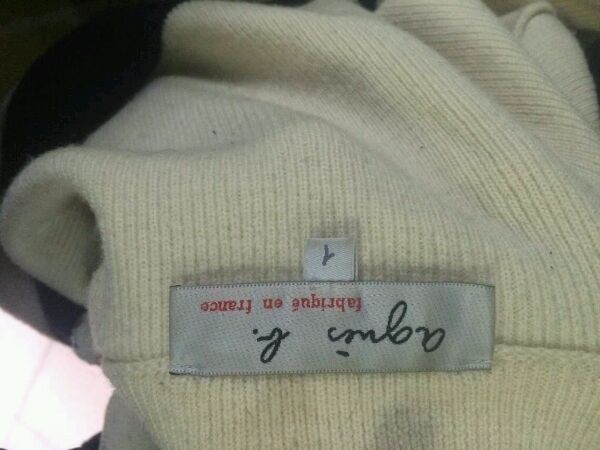 agnès b.
fabriqué en france
1